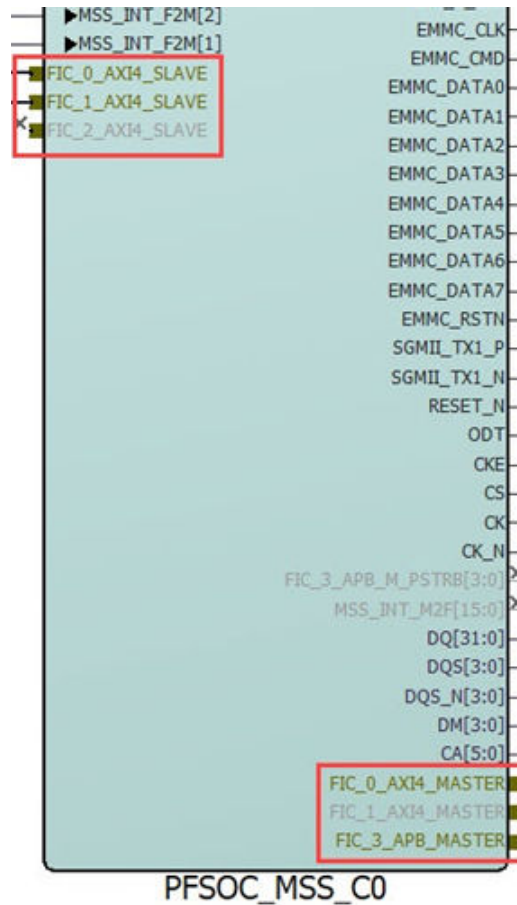 MSS_INT_F2M[2]
MSS_INT_F2M[1]
FIC_0_AXI4_SLAVE
FIC_1_AXI4_SLAVE
FIC_2_AXI4_SLAVE
EMMC_CLK
EMMC_CMD
EMMC_DATA0
EMMC_DATA1
EMMC_DATA2
EMMC_DATA3
EMMC_DATA4
EMMC_DATA5
EMMC_DATA6
EMMC_DATA7
EMMC_RSTN
SGMII_TX1_P
SGMII_TX1_N
RESET_N
ODT
CKE
CS
CK
CK_N
FIC_3_APB_M_PSTRB[3:0]
MSS_INT_M2F[15:0]
DQ[31:0]
DQS[3:0]
DQS_N[3:0]
DM[3:0]
CA[5:0]
FIC_0_AXI4_MASTER
FIC_1_AXI4_MASTER
FIC_3_APB_MASTER
PFSOC_MSS_C0